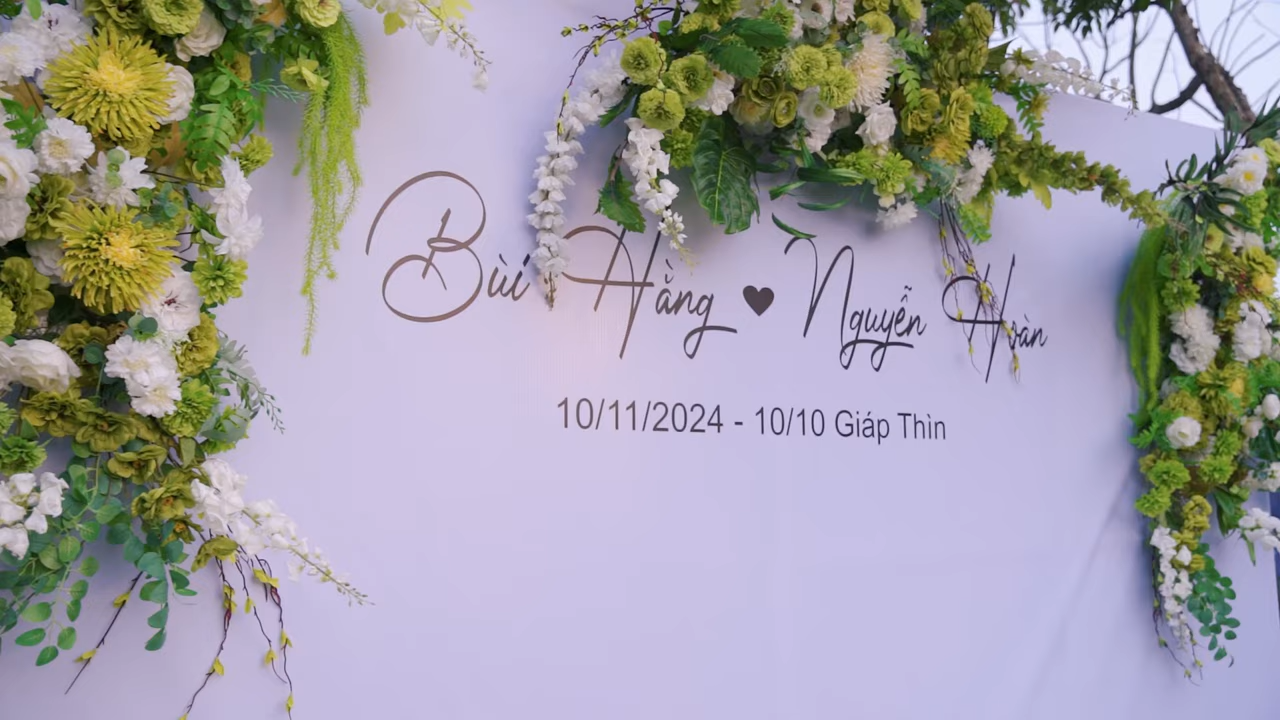 Bùi Hằng ♥ Nguyễn Hoàn
10/11/2024 - 10/10 Giáp Thìn